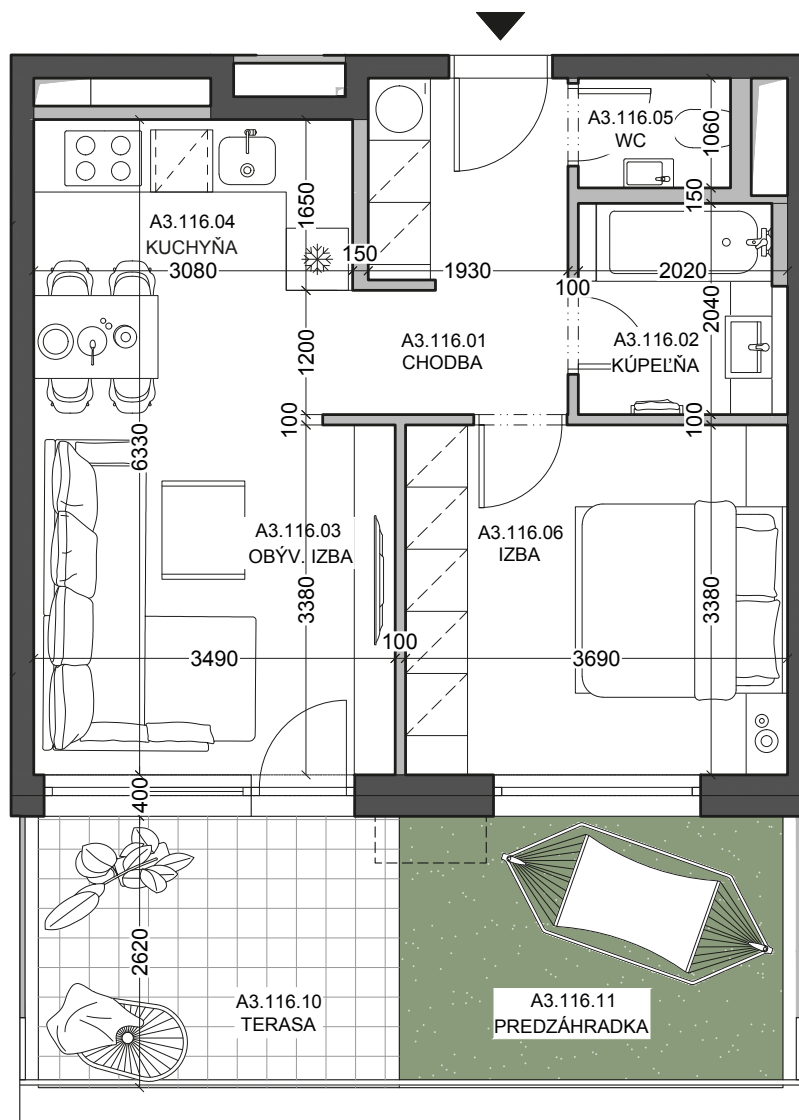 A3.116.05
WC
1060
A3.116.04
KUCHYŇA
3080
1650
150
150
1930
100
2020
2040
A3.116.01
CHODBA
A3.116.02
KÚPEĽŇA
1200
100
100
6330
A3.116.03
OBÝV. IZBA
3380
A3.116.06
IZBA
3380
3490
100
3690
400
2620
A3.116.10
TERASA
A3.116.11
PREDZÁHRADKA